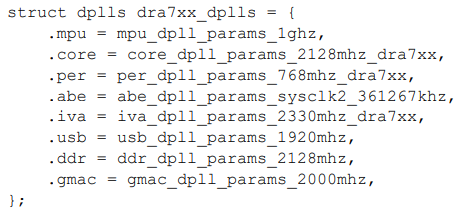 struct dplls dra7xx_dplls = {
    .mpu = mpu_dpll_params_1ghz,
    .core = core_dpll_params_2128mhz_dra7xx,
    .per = per_dpll_params_768mhz_dra7xx,
    .abe = abe_dpll_params_sysclk2_361267khz,
    .iva = iva_dpll_params_2330mhz_dra7xx,
    .usb = usb_dpll_params_1920mhz,
    .ddr = ddr_dpll_params_2128mhz,
    .gmac = gmac_dpll_params_2000mhz,
};